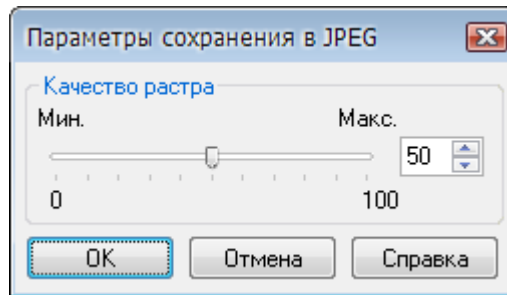 Параметры сохранения в JPEG
Качество растра
Мин. Макс.
50
0 100
OK Отмена Справка